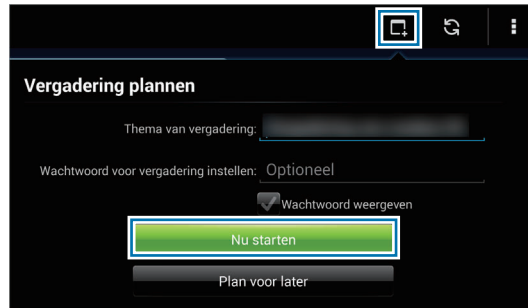 Vergadering plannen
Thema van vergadering:
Wachtwoord voor vergadering instellen: Optioneel
Wachtwoord weergeven
Nu starten
Plan voor later